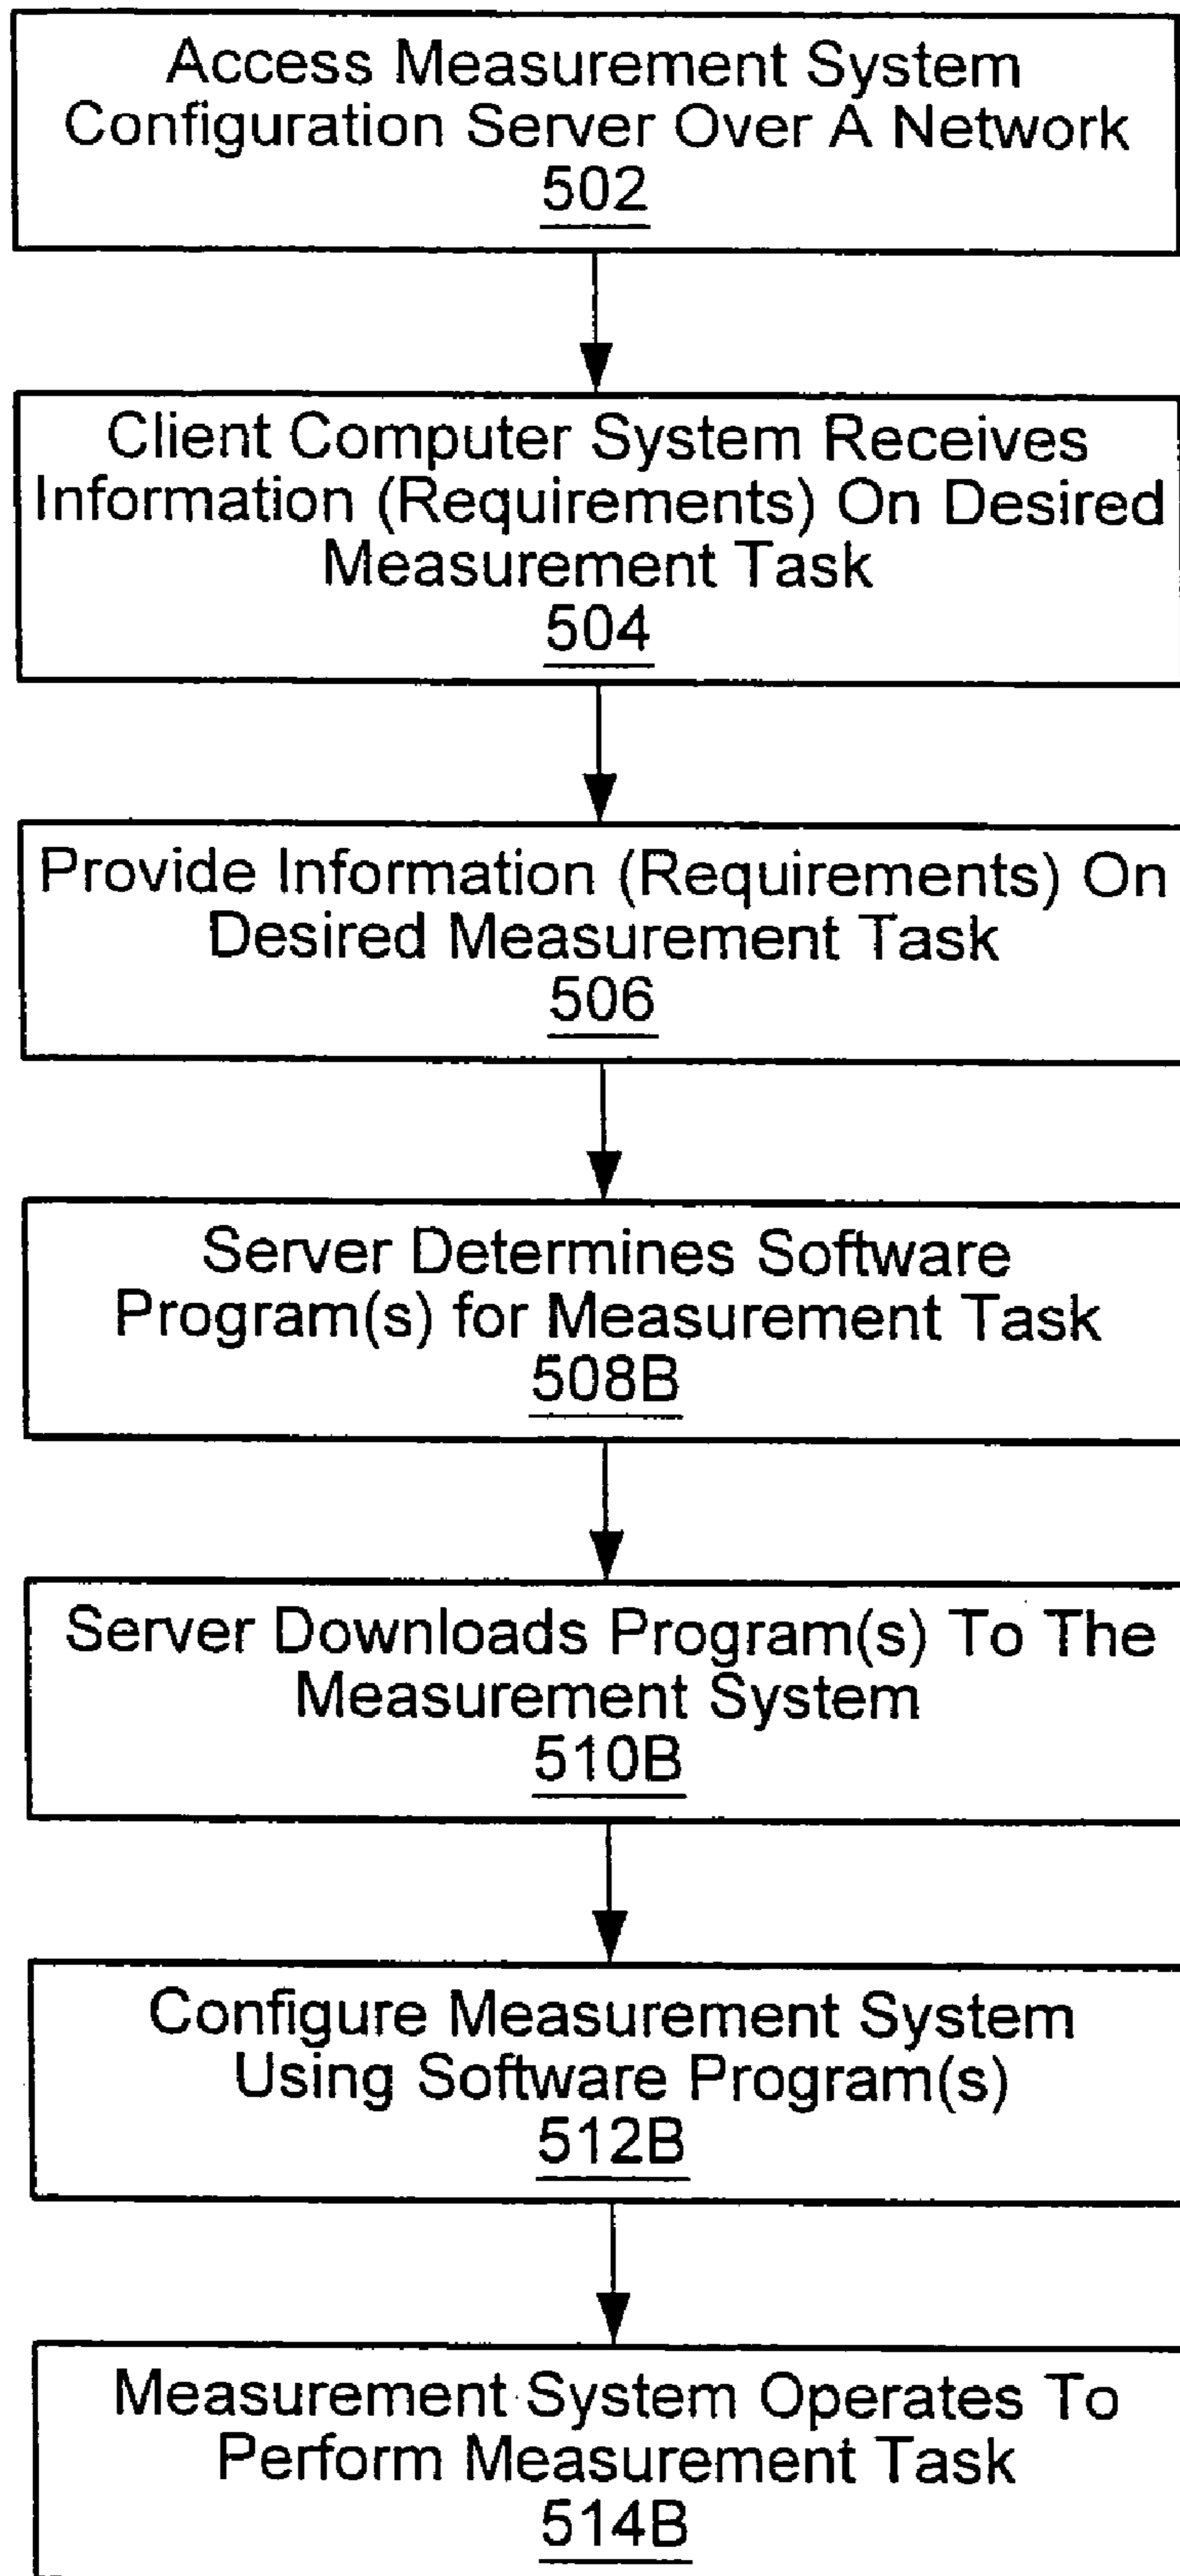 Access Measurement System
Configuration Server Over A Network
502
Client Computer System Receives
Information (Requirements) On Desired
Measurement Task
504
Provide Information (Requirements) On
Desired Measurement Task
506
Server Determines Software
Program(s) for Measurement Task
508B
Server Downloads Program(s) To The
Measurement System
510B
Configure Measurement System
Using Software Program(s)
512B
Measurement System Operates To
Perform Measurement Task
514B